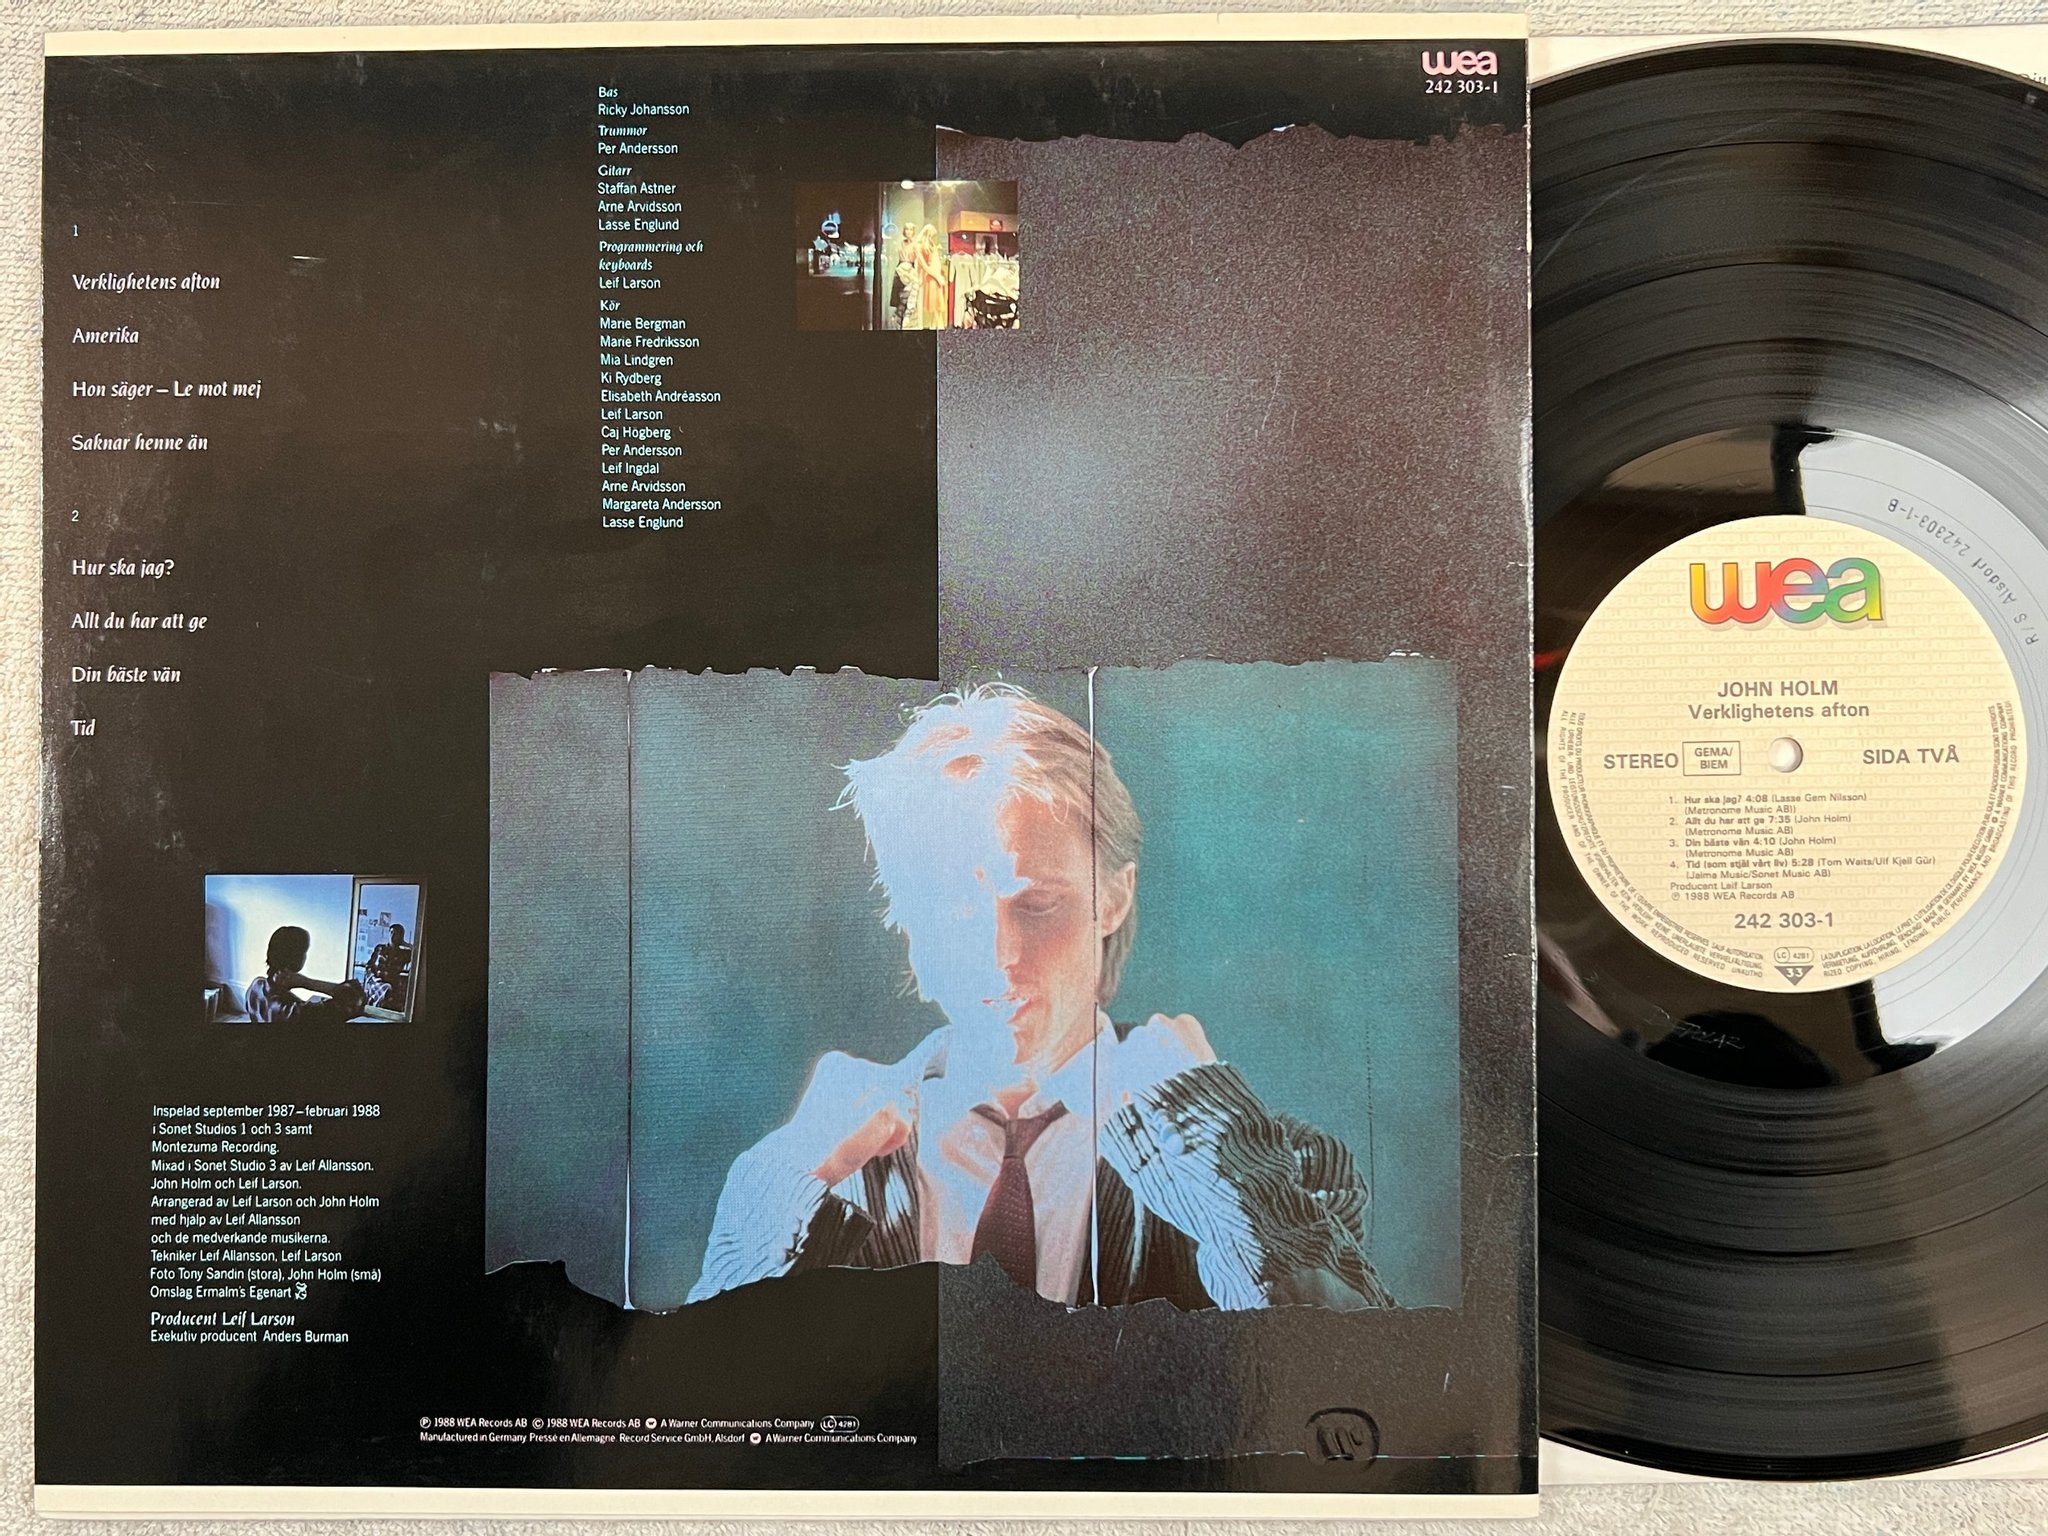 wea
242 303-1
Bas
Ricky Johansson
Trummor
Per Andersson
Gitarr
Staffan Astner
Arne Arvidsson
Lasse Englund
Programmering och
keyboards
Leif Larson
Kör
Marie Bergman
Marie Fredriksson
Mia Lindgren
Ki Rydberg
Elisabeth Andréasson
Leif Larson
Caj Högberg
Per Andersson
Leif Ingdal
Arne Arvidsson
Margareta Andersson
Lasse Englund
1
Verklighetens afton
Amerika
Hon säger – Le mot mej
Saknar henne än
2
Hur ska jag?
Allt du har att ge
Din bäste vän
Tid
Inspelad september 1987–februari 1988
i Sonet Studios 1 och 3 samt
Montezuma Recording.
Mixad i Sonet Studio 3 av Leif Allansson.
John Holm och Leif Larson.
Arrangerad av Leif Larson och John Holm
med hjälp av Leif Allansson
och de medverkande musikerna.
Tekniker Leif Allansson, Leif Larson
Foto Tony Sandin (stora), John Holm (små)
Omslag Ermalm's Egenart
Producent Leif Larson
Exekutiv producent Anders Burman
℗ 1988 WEA Records AB © 1988 WEA Records AB A Warner Communications Company LC 4281
Manufactured in Germany. Pressé en Allemagne. Record Service GmbH, Alsdorf A Warner Communications Company
R/S Alsdorf 242303-1-B
wea
JOHN HOLM
Verklighetens afton
STEREO GEMA/BIEM SIDA TVÅ
1. Hur ska jag? 4:08 (Lasse Gem Nilsson)
(Metronome Music AB))
2. Allt du har att ge 7:35 (John Holm)
(Metronome Music AB)
3. Din bäste vän 4:10 (John Holm)
(Metronome Music AB)
4. Tid (som stjäl vårt liv) 5:28 (Tom Waits/Ulf Kjell Gür)
(Jalma Music/Sonet Music AB)
Producent Leif Larson
℗ 1988 WEA Records AB
242 303-1
LC 4281
33